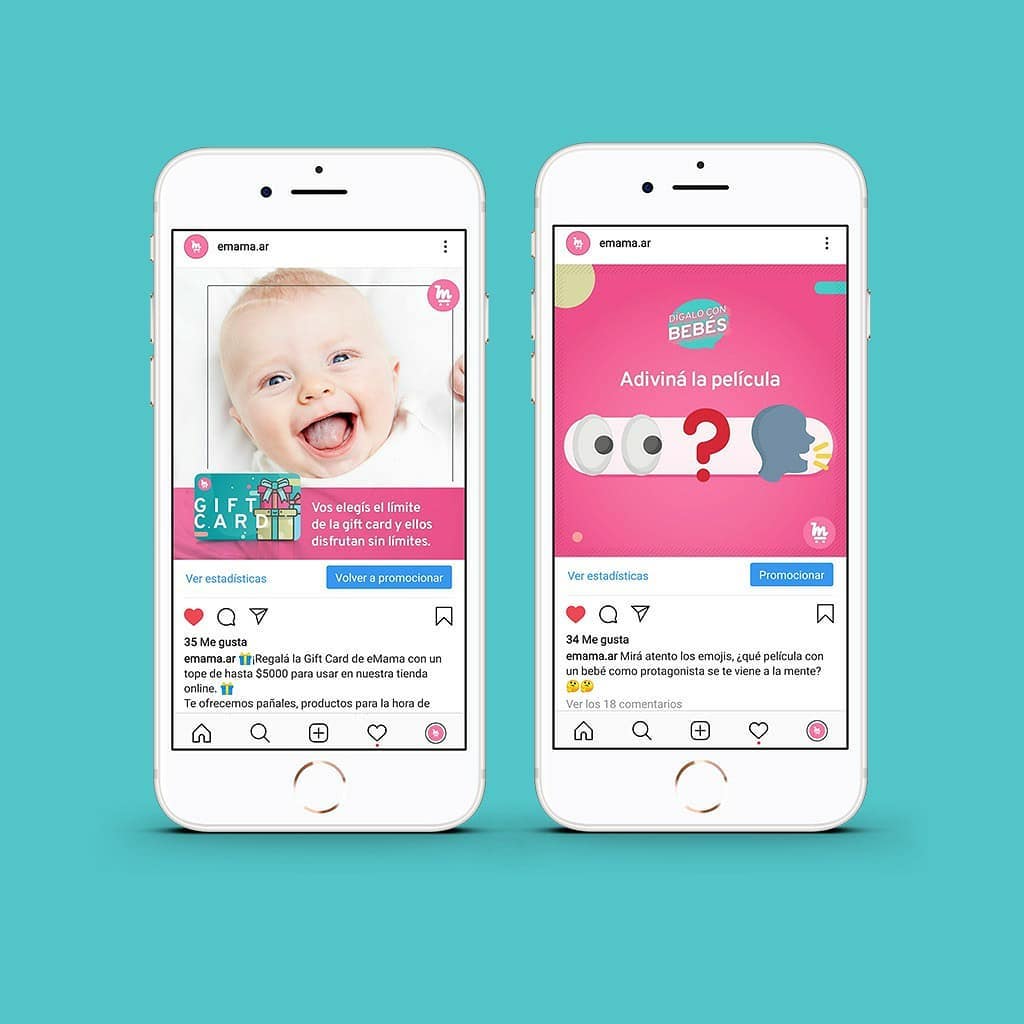 emama.ar
GIFT
CARD
Vos elegís el límite
de la gift card y ellos
disfrutan sin límites.
Ver estadísticas
Volver a promocionar
35 Me gusta
emama.ar 🎁¡Regalá la Gift Card de eMama con un
tope de hasta $5000 para usar en nuestra tienda
online. 🎁
Te ofrecemos pañales, productos para la hora de
emama.ar
DÍGALO CON
BEBÉS
Adiviná la película
?
Ver estadísticas
Promocionar
34 Me gusta
emama.ar Mirá atento los emojis, ¿qué película con
un bebé como protagonista se te viene a la mente?
🤔🤔
Ver los 18 comentarios